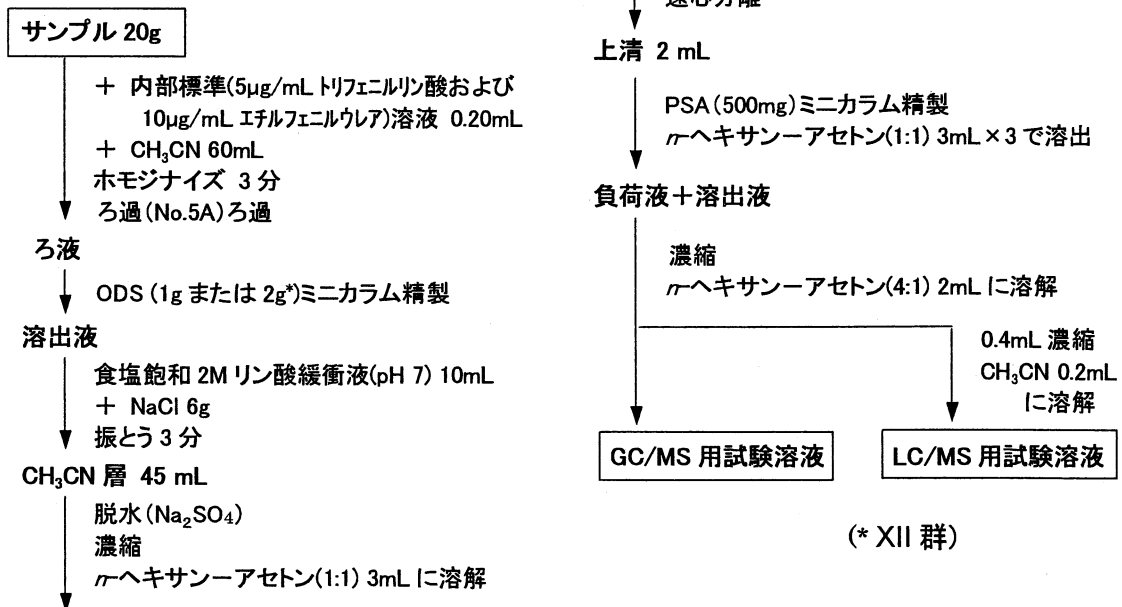 サンプル 20g
+ 内部標準(5μg/mL トリフェニルリン酸および
10μg/mL エチルフェニルウレア)溶液 0.20mL
+ CH₃CN 60mL
ホモジナイズ 3 分
ろ過(No.5A)ろ過
ろ液
ODS (1g または 2g*)ミニカラム精製
溶出液
食塩飽和 2M リン酸緩衝液(pH 7) 10mL
+ NaCl 6g
振とう 3 分
CH₃CN 層 45 mL
脱水(Na₂SO₄)
濃縮
n-ヘキサン-アセトン(1:1) 3mL に溶解
遠心分離
上清 2 mL
PSA(500mg)ミニカラム精製
n-ヘキサン-アセトン(1:1) 3mL×3 で溶出
負荷液+溶出液
濃縮
n-ヘキサン-アセトン(4:1) 2mL に溶解
0.4mL 濃縮
CH₃CN 0.2mL
に溶解
GC/MS 用試験溶液
LC/MS 用試験溶液
(* XII 群)